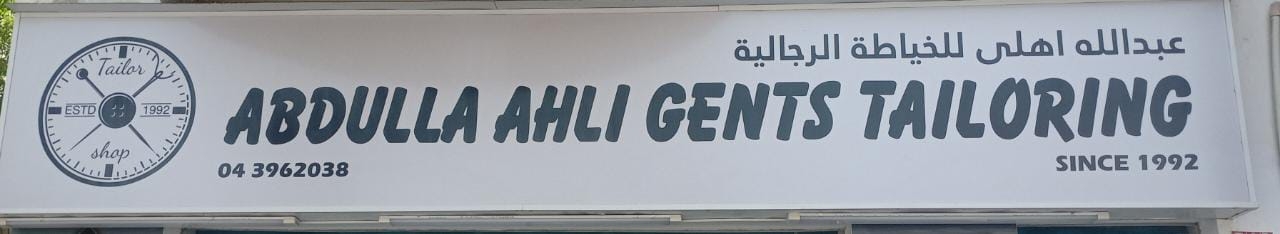 Tailor
ESTD 1992
shop
عبدالله اهلى للخياطة الرجالية
ABDULLA AHLI GENTS TAILORING
04 3962038
SINCE 1992